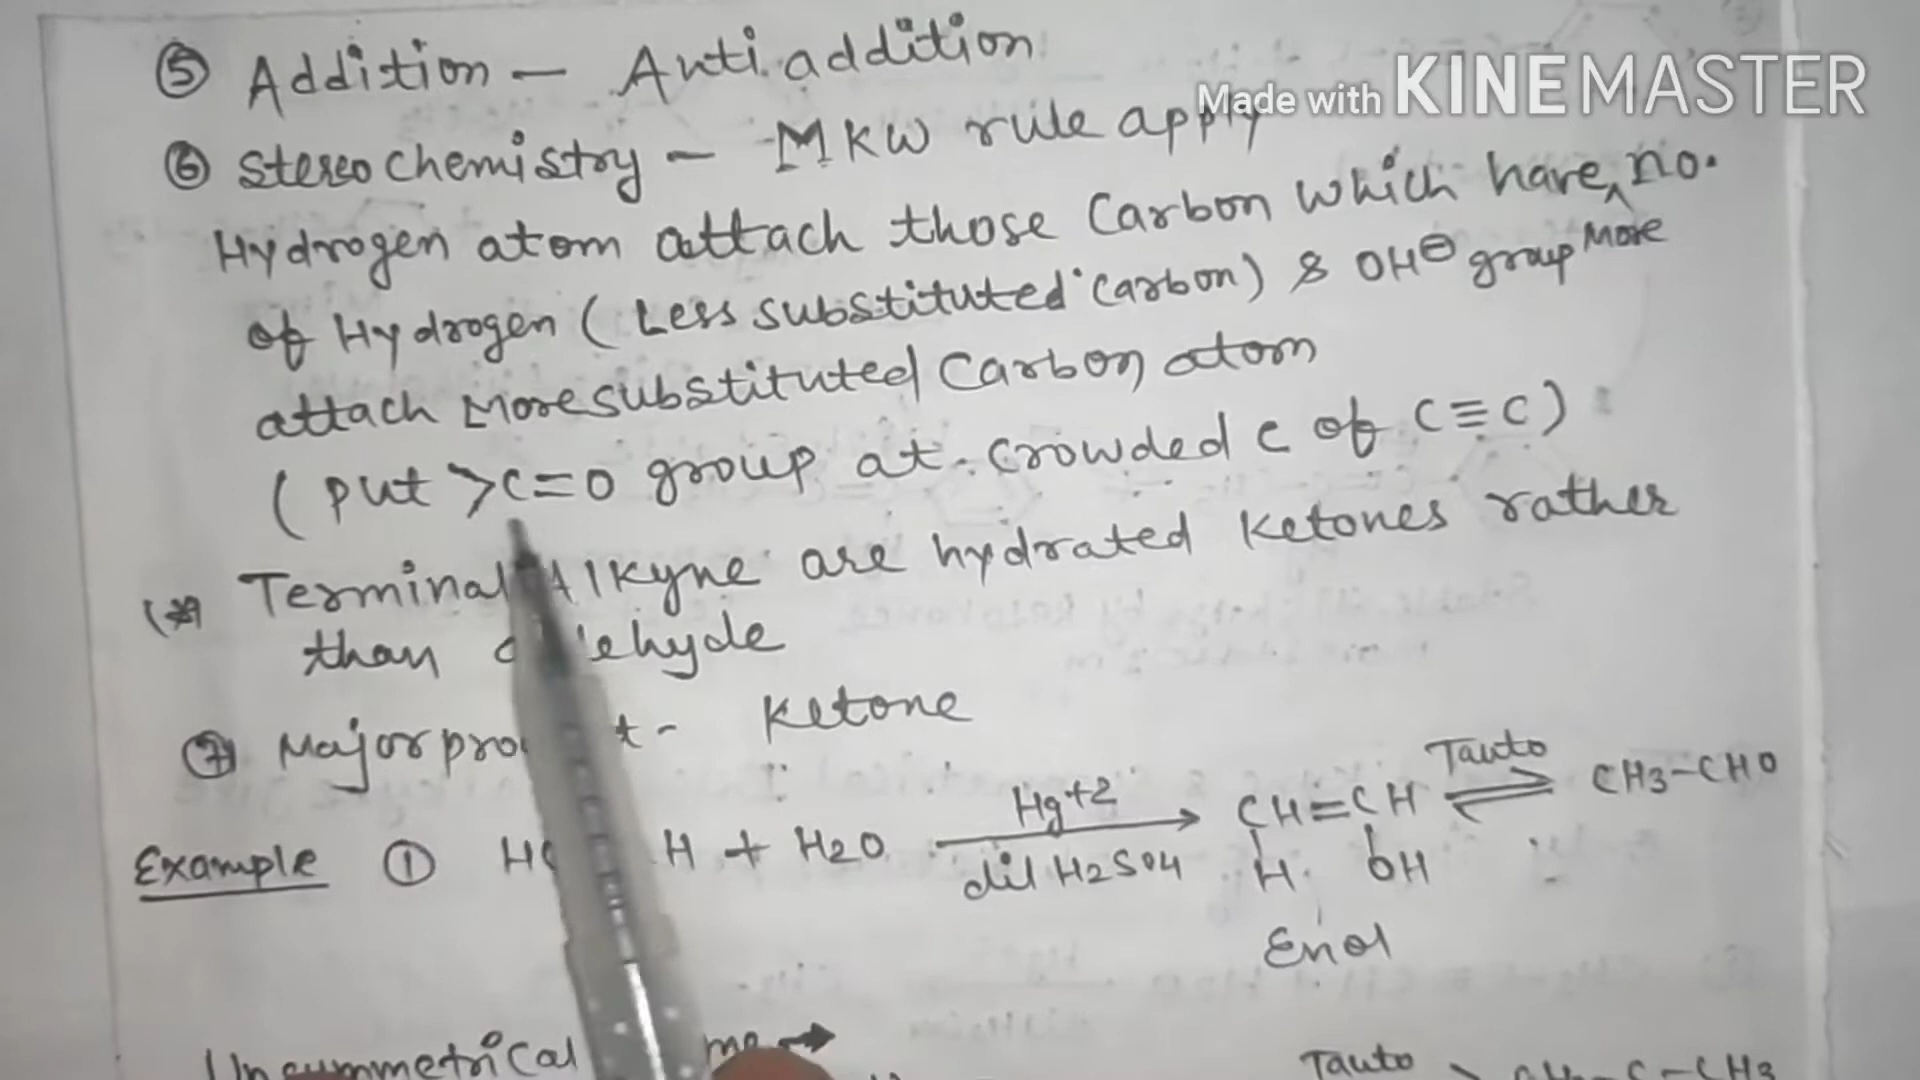 ⑤ Addition — Anti addition
Made with KINEMASTER
⑥ Stereo chemistry — MKW rule apply
Hydrogen atom attach those Carbon which have no.
of Hydrogen (Less substituted Carbon) & OH⊖ group More
attach More substituted Carbon atom
(put >C=O group at crowded C of C≡C)
(*) Terminal Alkyne are hydrated Ketones rather
than hyde
⑦ Major - Ketone
Example ① H + H2O Hg+2 dil H2SO4 CH=CH Tauto CH3-CHO
H OH
Enol
Unsymmetrical
Tauto C-CH3